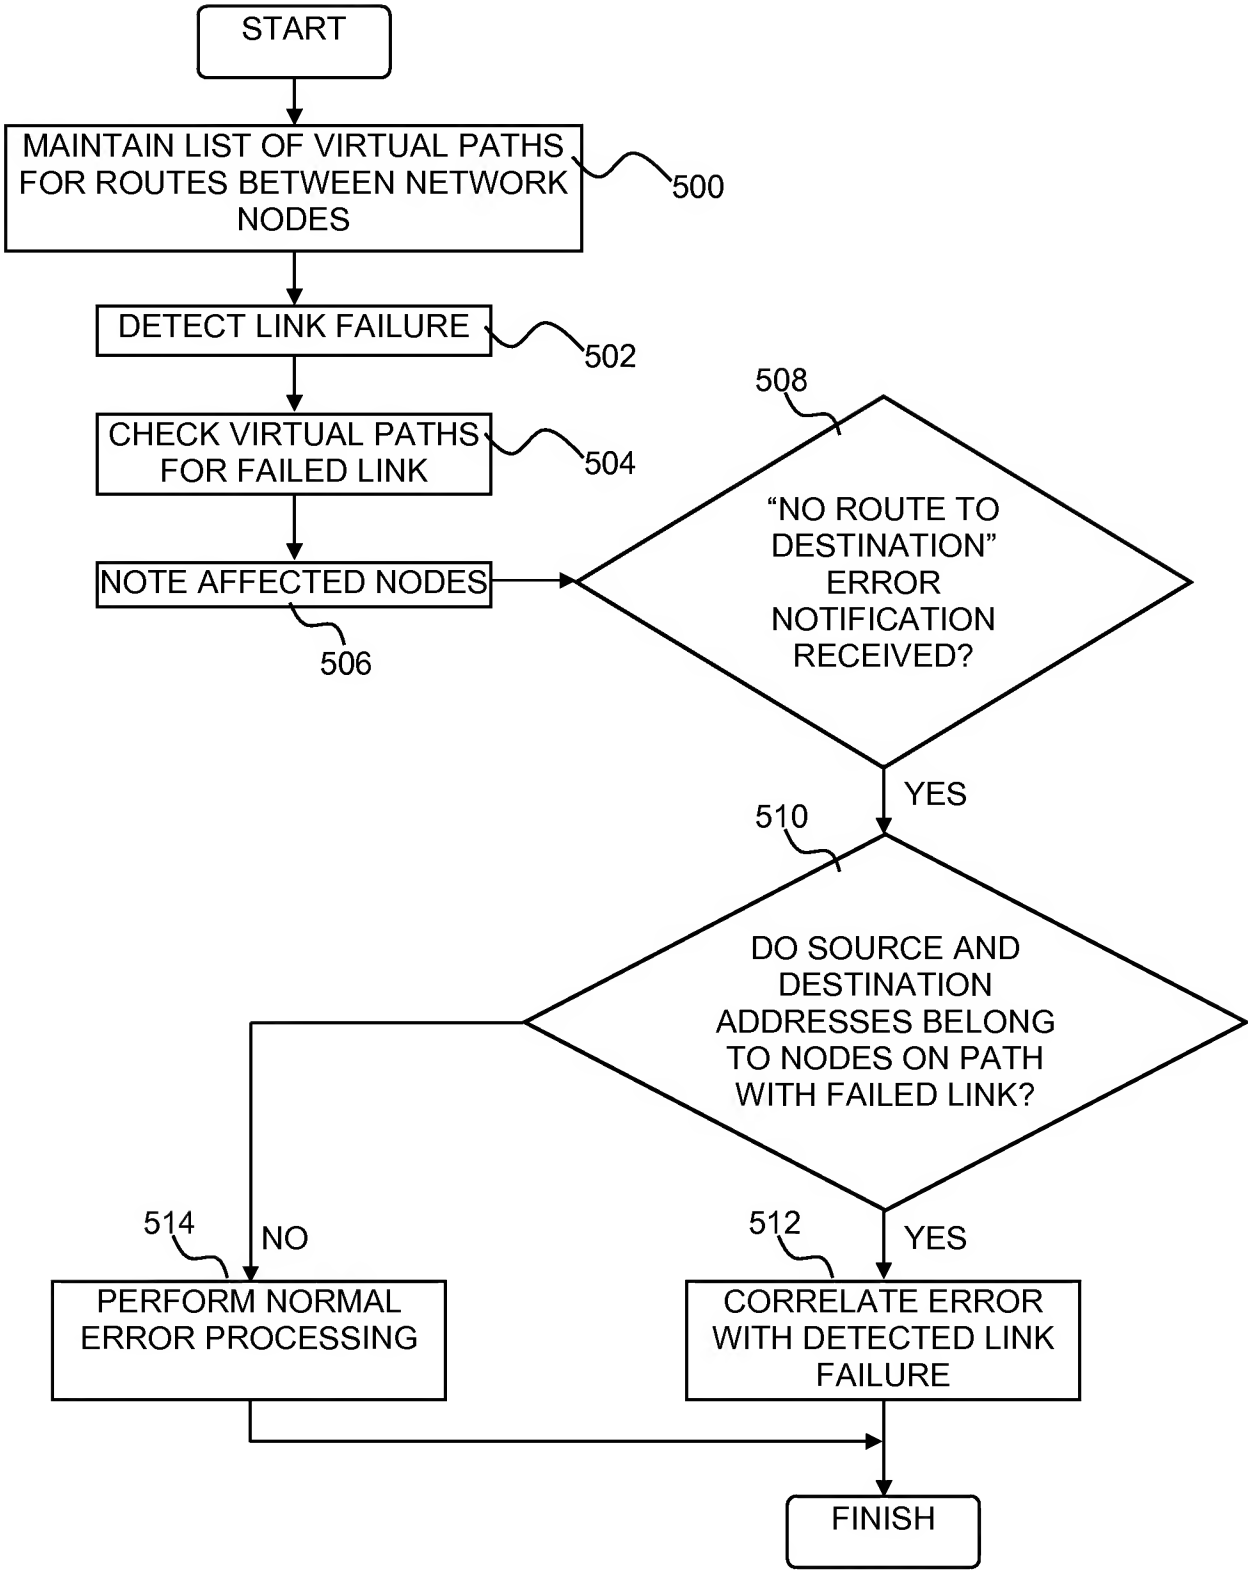 START
MAINTAIN LIST OF VIRTUAL PATHS
FOR ROUTES BETWEEN NETWORK
NODES
500
DETECT LINK FAILURE
502
CHECK VIRTUAL PATHS
FOR FAILED LINK
504
NOTE AFFECTED NODES
506
508
“NO ROUTE TO
DESTINATION”
ERROR
NOTIFICATION
RECEIVED?
YES
510
DO SOURCE AND
DESTINATION
ADDRESSES BELONG
TO NODES ON PATH
WITH FAILED LINK?
514
NO
PERFORM NORMAL
ERROR PROCESSING
512
YES
CORRELATE ERROR
WITH DETECTED LINK
FAILURE
FINISH